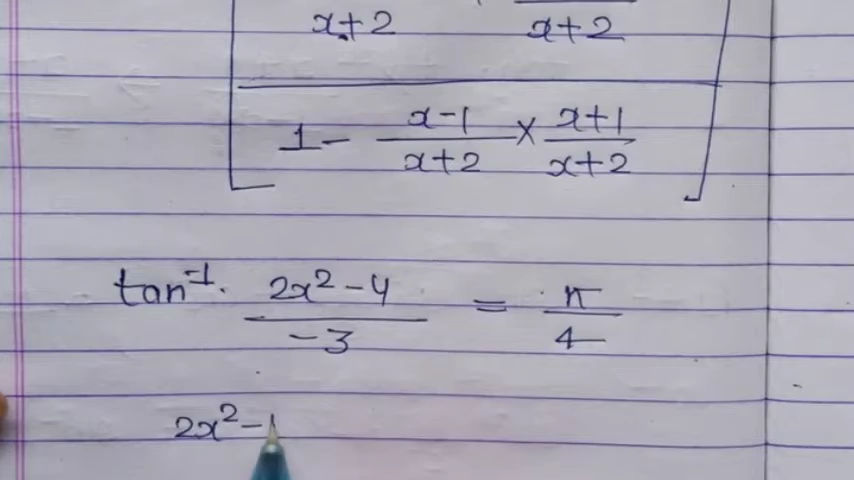 x+2 x+2
1 - x-1/x+2 × x+1/x+2
tan⁻¹. 2x²-4/-3 = π/4
2x²-